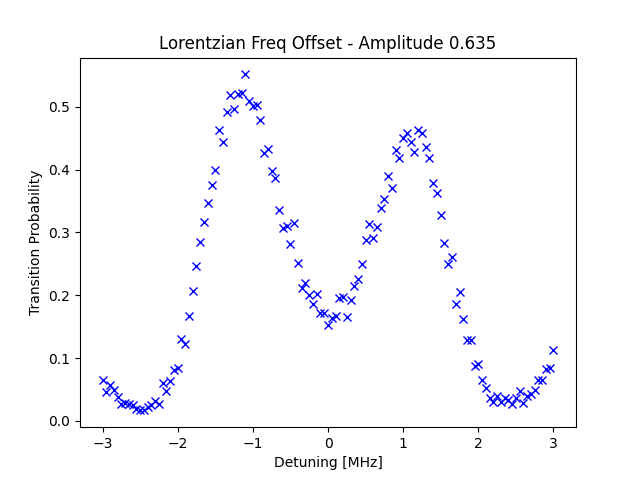 Lorentzian Freq Offset - Amplitude 0.635
Transition Probability
0.5
0.4
0.3
0.2
0.1
0.0
−3 −2 −1 0 1 2 3
Detuning [MHz]